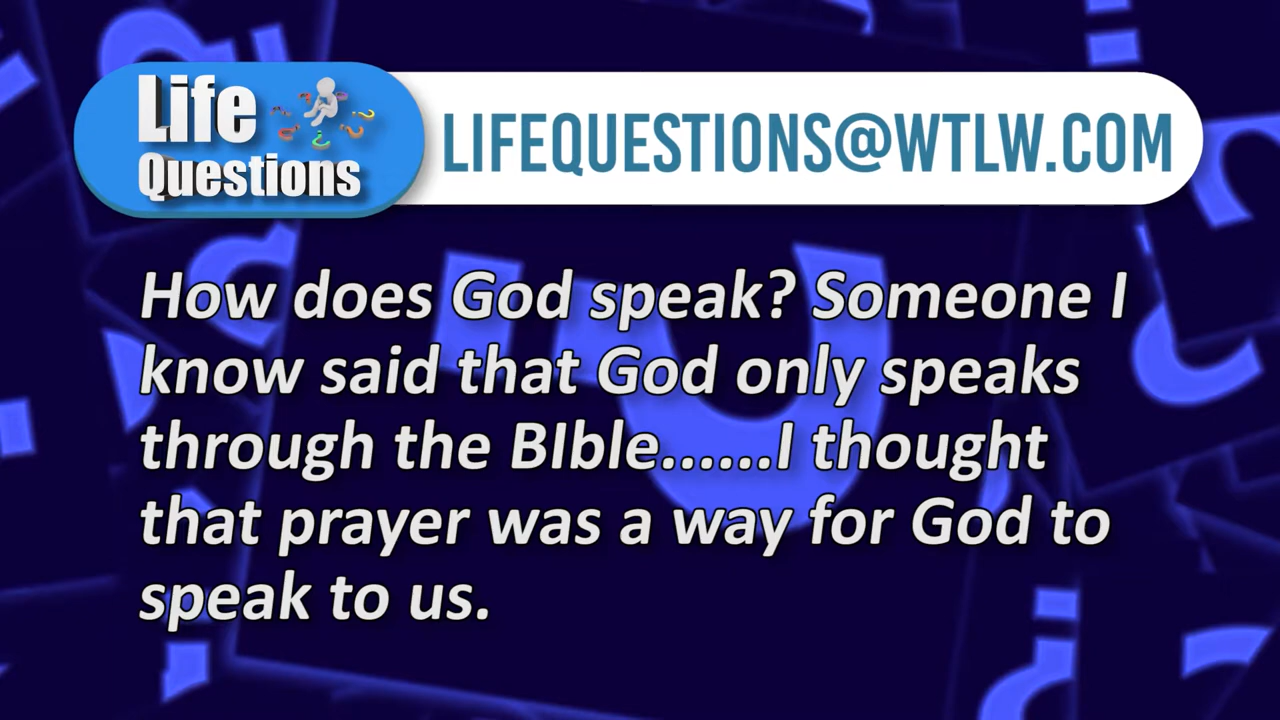 Life
Questions
LIFEQUESTIONS@WTLW.COM
How does God speak? Someone I
know said that God only speaks
through the BIble......I thought
that prayer was a way for God to
speak to us.